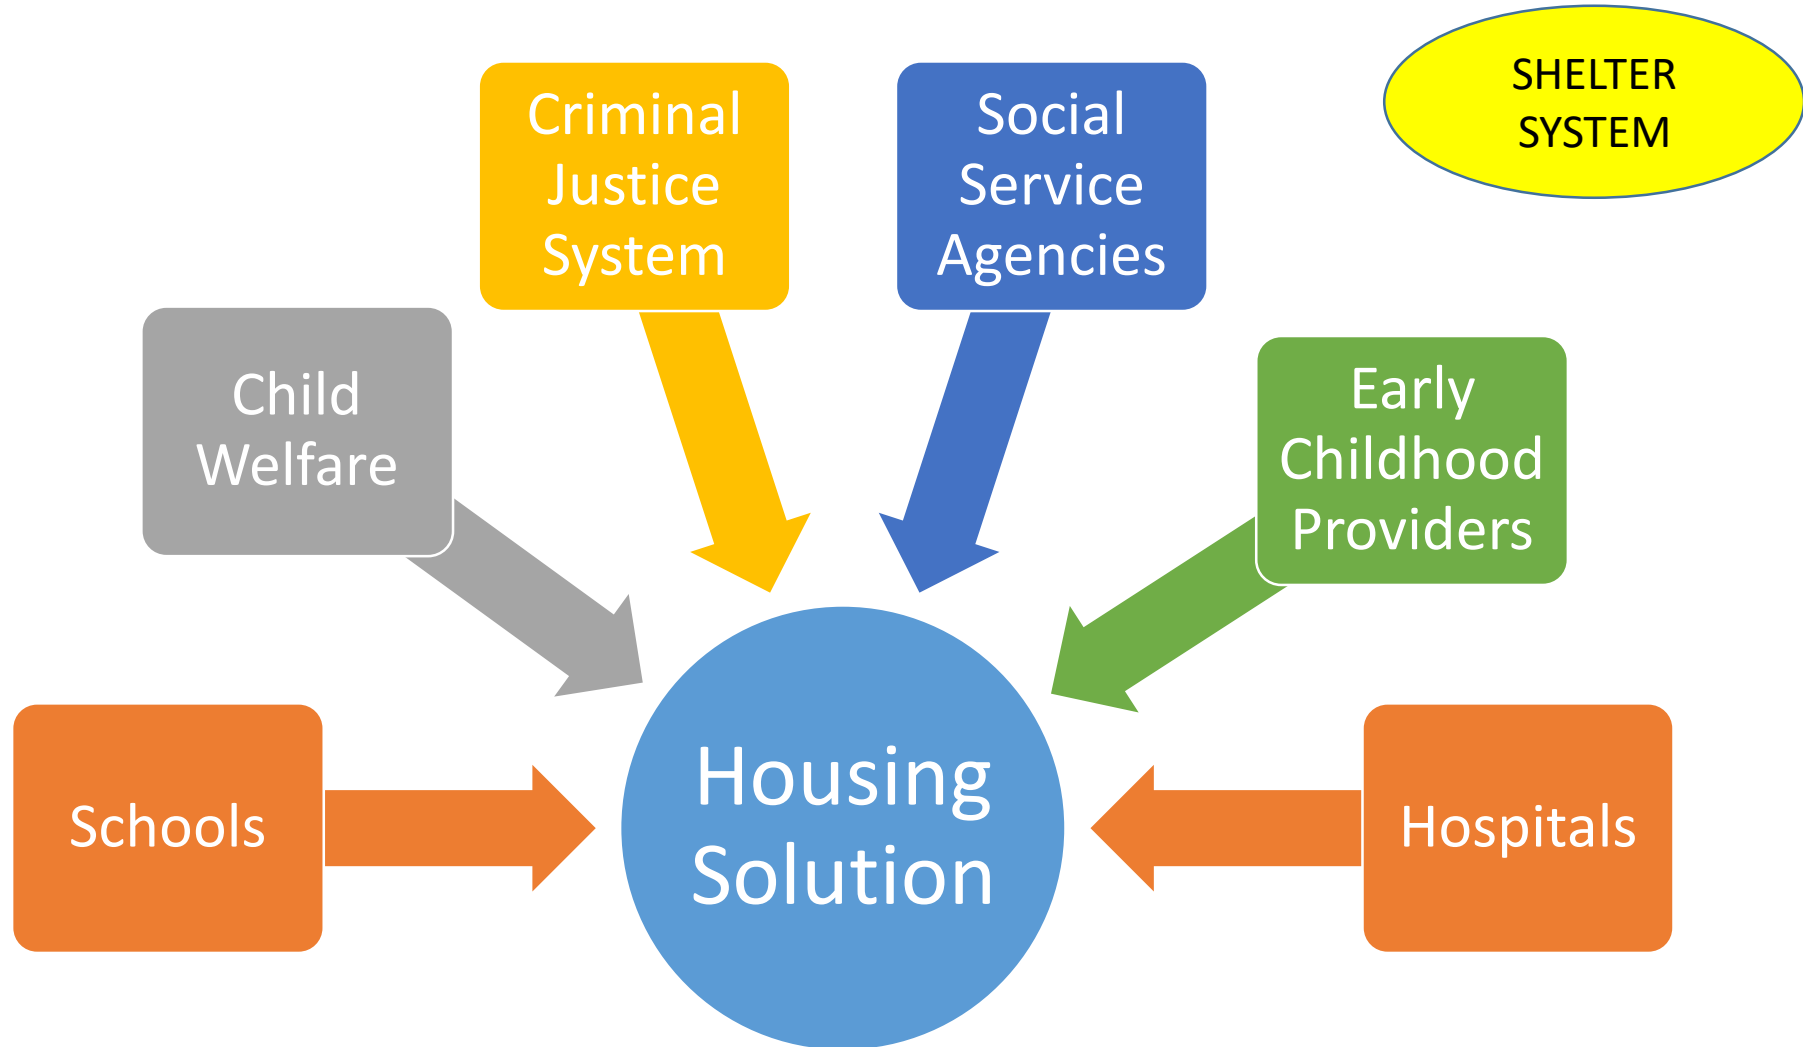 SHELTER
SYSTEM
Criminal
Justice
System
Social
Service
Agencies
Child
Welfare
Early
Childhood
Providers
Schools
Housing
Solution
Hospitals